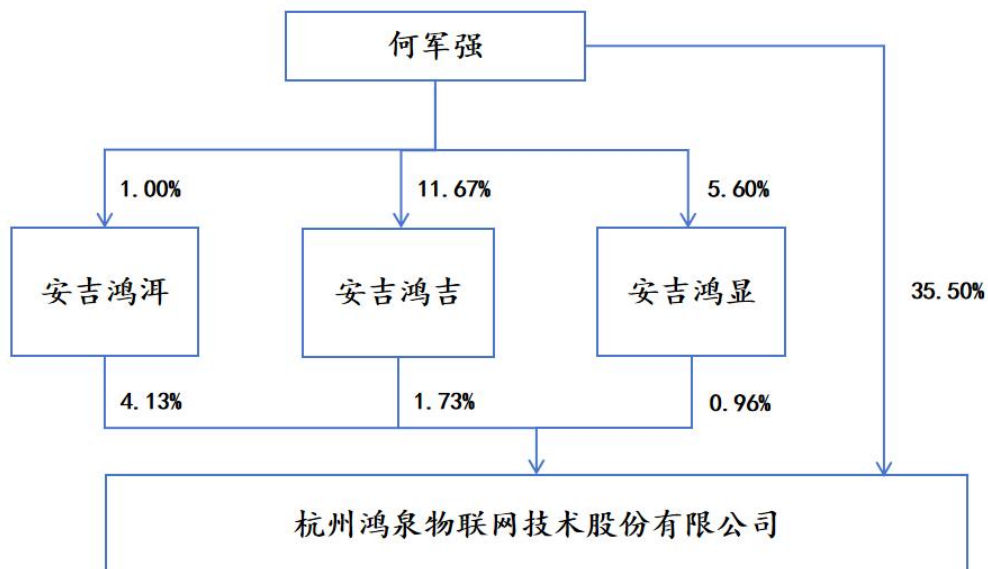 何军强
1.00%
11.67%
5.60%
安吉鸿洱
安吉鸿吉
安吉鸿显
35.50%
4.13%
1.73%
0.96%
杭州鸿泉物联网技术股份有限公司